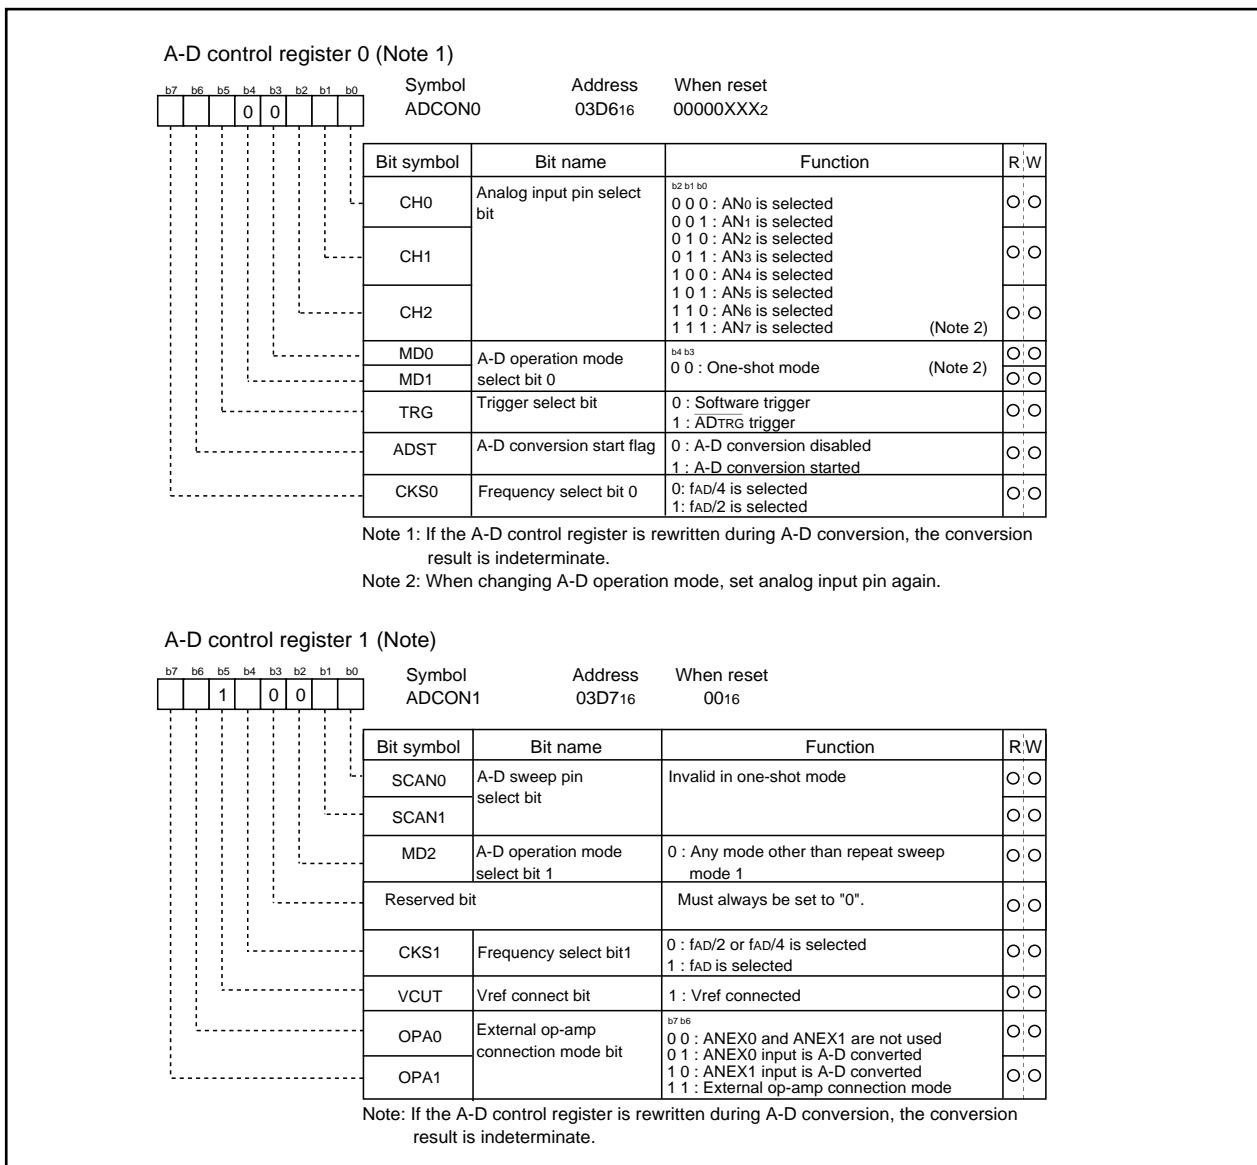 A-D control register 0 (Note 1)
b7 b6 b5 b4 b3 b2 b1 b0
0 0
Symbol Address When reset
ADCON0 03D616 00000XXX2
Bit symbol Bit name Function R W
CH0 Analog input pin select bit
b2 b1 b0
0 0 0 : AN0 is selected
0 0 1 : AN1 is selected
0 1 0 : AN2 is selected
CH1
0 1 1 : AN3 is selected
1 0 0 : AN4 is selected
1 0 1 : AN5 is selected
CH2
1 1 0 : AN6 is selected
1 1 1 : AN7 is selected (Note 2)
MD0
MD1
A-D operation mode
select bit 0
b4 b3
0 0 : One-shot mode (Note 2)
TRG Trigger select bit
0 : Software trigger
1 : ADTRG trigger
ADST A-D conversion start flag
0 : A-D conversion disabled
1 : A-D conversion started
CKS0 Frequency select bit 0
0: fAD/4 is selected
1: fAD/2 is selected
Note 1: If the A-D control register is rewritten during A-D conversion, the conversion
result is indeterminate.
Note 2: When changing A-D operation mode, set analog input pin again.
A-D control register 1 (Note)
b7 b6 b5 b4 b3 b2 b1 b0
1 0 0
Symbol Address When reset
ADCON1 03D716 0016
Bit symbol Bit name Function R W
SCAN0
SCAN1
A-D sweep pin
select bit
Invalid in one-shot mode
MD2
A-D operation mode
select bit 1
0 : Any mode other than repeat sweep
mode 1
Reserved bit Must always be set to "0".
CKS1 Frequency select bit1
0 : fAD/2 or fAD/4 is selected
1 : fAD is selected
VCUT Vref connect bit 1 : Vref connected
OPA0
OPA1
External op-amp
connection mode bit
b7 b6
0 0 : ANEX0 and ANEX1 are not used
0 1 : ANEX0 input is A-D converted
1 0 : ANEX1 input is A-D converted
1 1 : External op-amp connection mode
Note: If the A-D control register is rewritten during A-D conversion, the conversion
result is indeterminate.